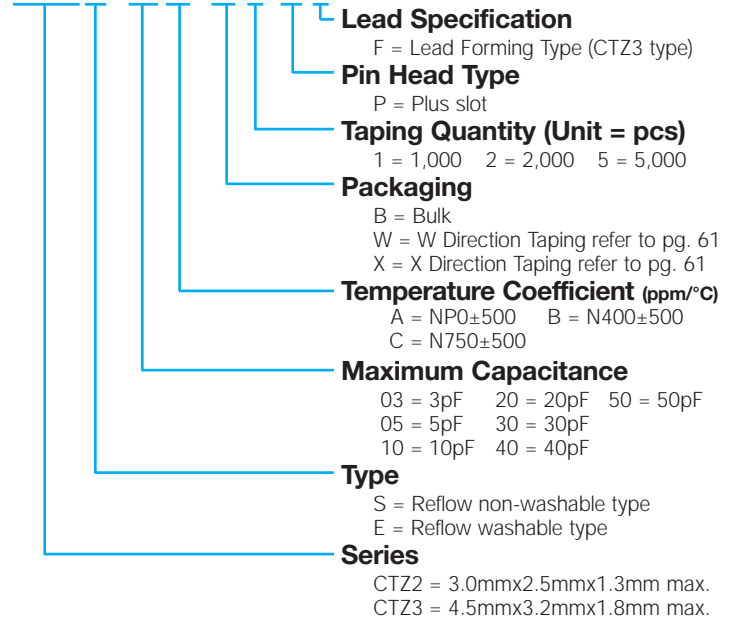 Lead Specification
F = Lead Forming Type (CTZ3 type)
Pin Head Type
P = Plus slot
Taping Quantity (Unit = pcs)
1 = 1,000 2 = 2,000 5 = 5,000
Packaging
B = Bulk
W = W Direction Taping refer to pg. 61
X = X Direction Taping refer to pg. 61
Temperature Coefficient (ppm/°C)
A = NP0±500 B = N400±500
C = N750±500
Maximum Capacitance
03 = 3pF 20 = 20pF 50 = 50pF
05 = 5pF 30 = 30pF
10 = 10pF 40 = 40pF
Type
S = Reflow non-washable type
E = Reflow washable type
Series
CTZ2 = 3.0mmx2.5mmx1.3mm max.
CTZ3 = 4.5mmx3.2mmx1.8mm max.